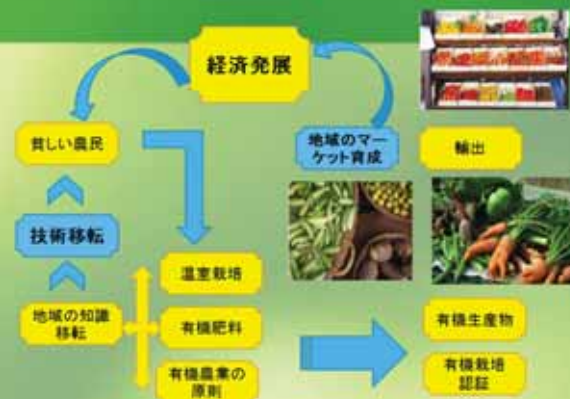 経済発展
貧しい農民
地域のマー
ケット育成
輸出
技術移転
温室栽培
地域の知識
移転
有機肥料
有機生産物
有機農業の
原則
有機栽培
認証